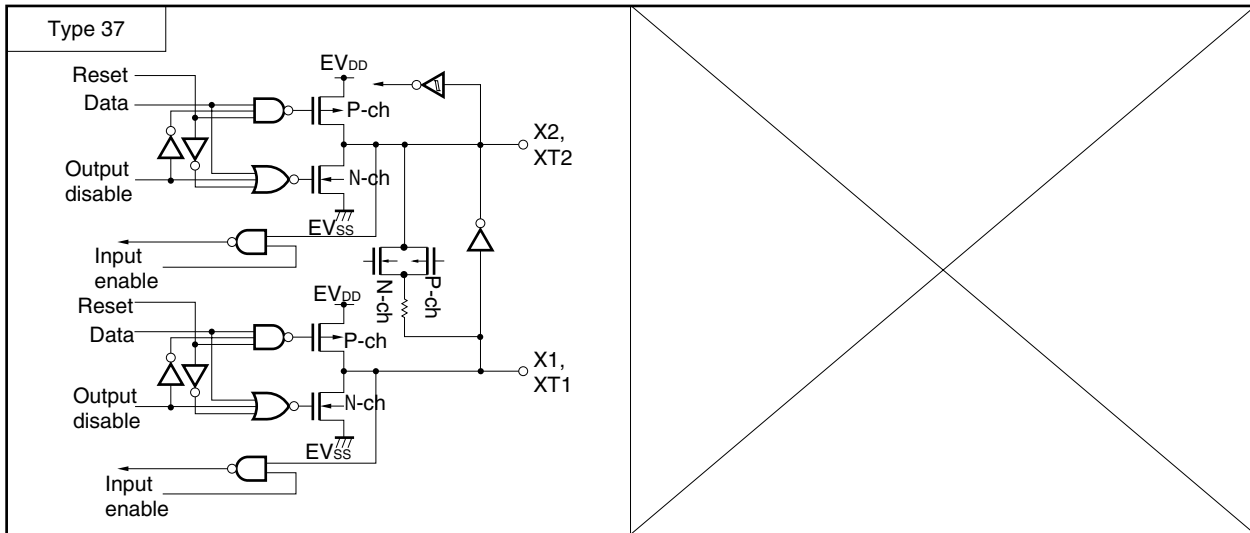 Type 37
Reset
Data
Output
disable
Input
enable
EVDD
P-ch
N-ch
EVSS
X2,
XT2
N-ch
P-ch
Reset
Data
Output
disable
Input
enable
EVDD
P-ch
N-ch
EVSS
X1,
XT1